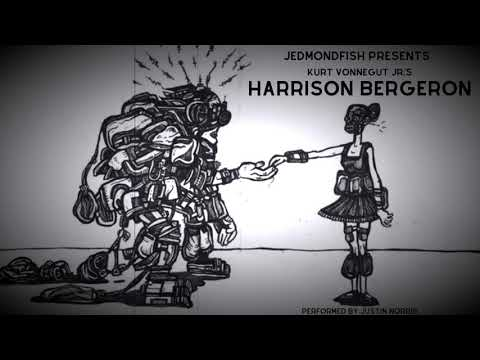 JEDMONDFISH PRESENTS
KURT VONNEGUT JR.'S
HARRISON BERGERON
PERFORMED BY JUSTIN NORRIS